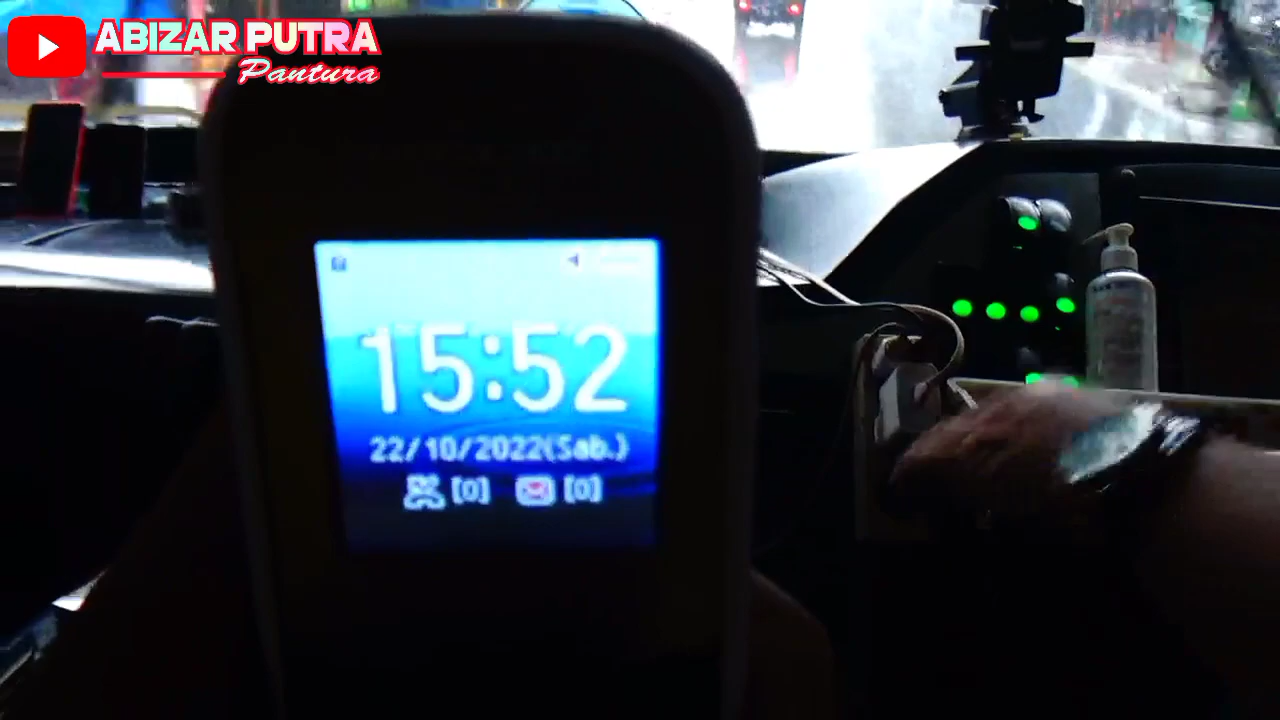 ABIZAR PUTRA
Pantura
15:52
22/10/2022(Sab.)
[0] [0]